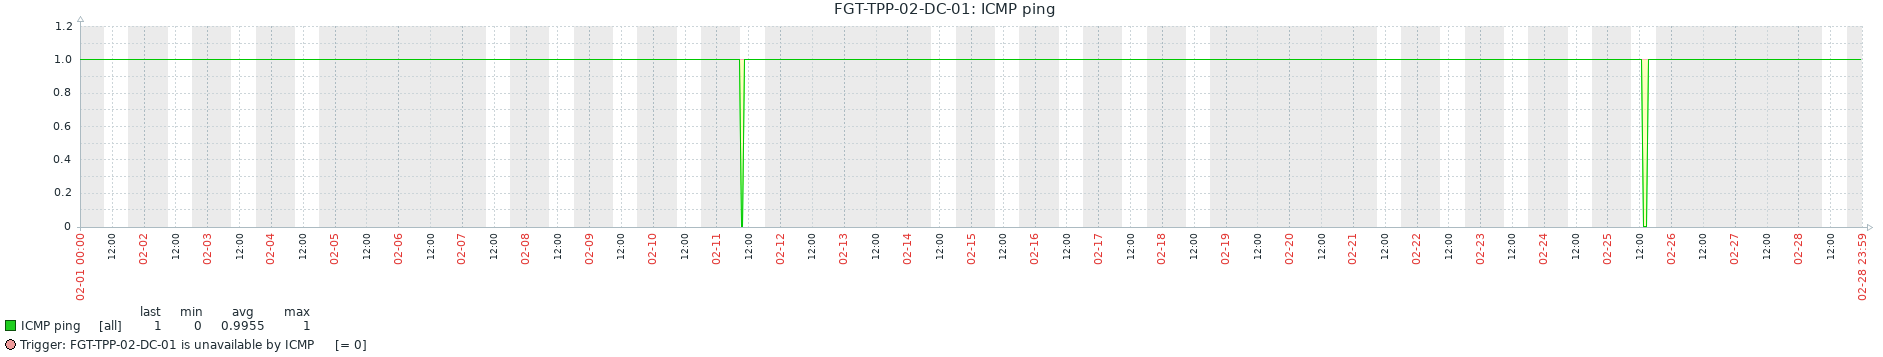 FGT-TPP-02-DC-01: ICMP ping
1.2
1.0
0.8
0.6
0.4
0.2
0
02-01 00:00 12:00 02-02 12:00 02-03 12:00 02-04 12:00 02-05 12:00 02-06 12:00 02-07 12:00 02-08 12:00 02-09 12:00 02-10 12:00 02-11 12:00 02-12 12:00 02-13 12:00 02-14 12:00 02-15 12:00 02-16 12:00 02-17 12:00 02-18 12:00 02-19 12:00 02-20 12:00 02-21 12:00 02-22 12:00 02-23 12:00 02-24 12:00 02-25 12:00 02-26 12:00 02-27 12:00 02-28 12:00 02-28 23:59
last min avg max
ICMP ping [all] 1 0 0.9955 1
Trigger: FGT-TPP-02-DC-01 is unavailable by ICMP [= 0]